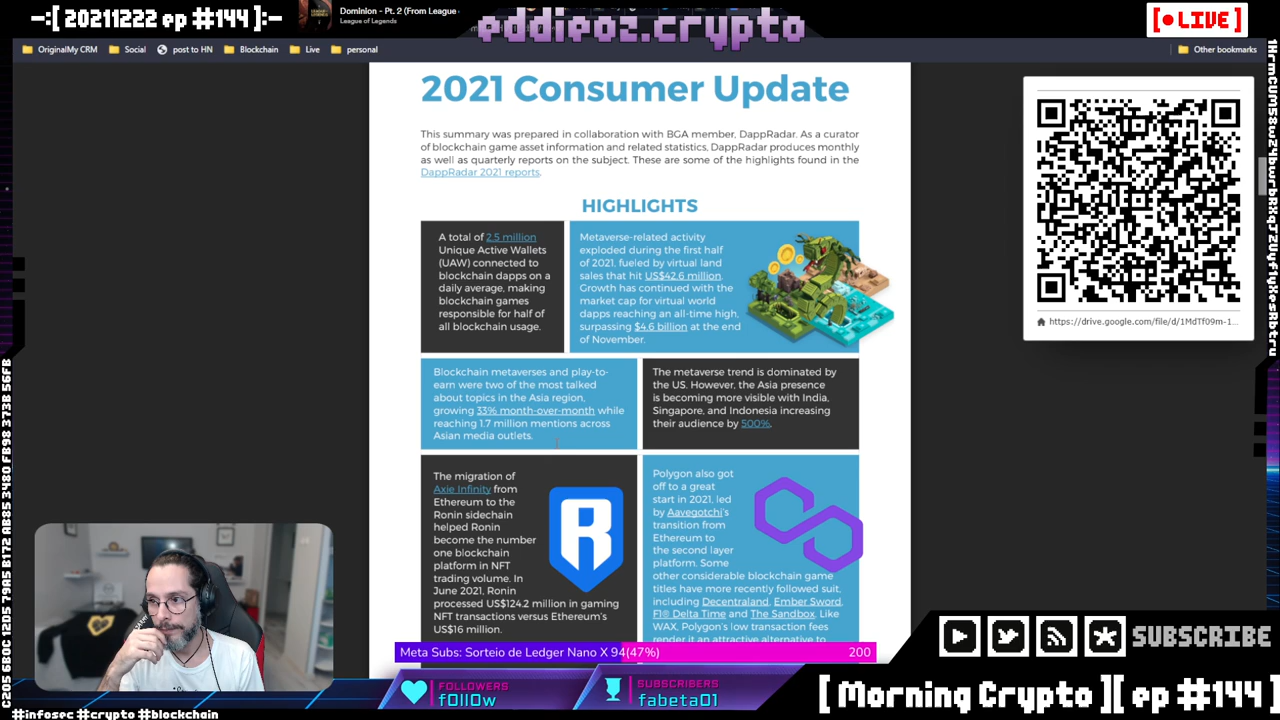 -:[ 20211222 ep #144 ]:-
Dominion - Pt. 2 (From League
League of Legends
eddieoz.crypto
[•LIVE]
OriginalMy CRM
Social
post to HN
Blockchain
Live
personal
Other bookmarks
2021 Consumer Update
This summary was prepared in collaboration with BGA member, DappRadar. As a curator
of blockchain game asset information and related statistics, DappRadar produces monthly
as well as quarterly reports on the subject. These are some of the highlights found in the
DappRadar 2021 reports.
HIGHLIGHTS
A total of 2.5 million
Unique Active Wallets
(UAW) connected to
blockchain dapps on a
daily average, making
blockchain games
responsible for half of
all blockchain usage.
Metaverse-related activity
exploded during the first half
of 2021, fueled by virtual land
sales that hit US$42.6 million.
Growth has continued with the
market cap for virtual world
dapps reaching an all-time high,
surpassing $4.6 billion at the end
of November.
Blockchain metaverses and play-to-
earn were two of the most talked
about topics in the Asia region,
growing 33% month-over-month while
reaching 1.7 million mentions across
Asian media outlets.
The metaverse trend is dominated by
the US. However, the Asia presence
is becoming more visible with India,
Singapore, and Indonesia increasing
their audience by 500%.
The migration of
Axie Infinity from
Ethereum to the
Ronin sidechain
helped Ronin
become the number
one blockchain
platform in NFT
trading volume. In
June 2021, Ronin
processed US$124.2 million in gaming
NFT transactions versus Ethereum's
US$16 million.
R
Polygon also got
off to a great
start in 2021, led
by Aavegotchi's
transition from
Ethereum to
the second layer
platform. Some
other considerable blockchain game
titles have more recently followed suit,
including Decentraland, Ember Sword,
F1® Delta Time and The Sandbox. Like
WAX, Polygon's low transaction fees
render it an attractive alternative to
https://drive.google.com/file/d/1MdTf09m-1...
Meta Subs: Sorteio de Ledger Nano X 94(47%)
200
FOLLOWERS
f0ll0w
SUBSCRIBERS
fabeta01
SUBSCRIBE
[ Morning Crypto ][ ep #144 ]
#infosec #crypto #blockchain